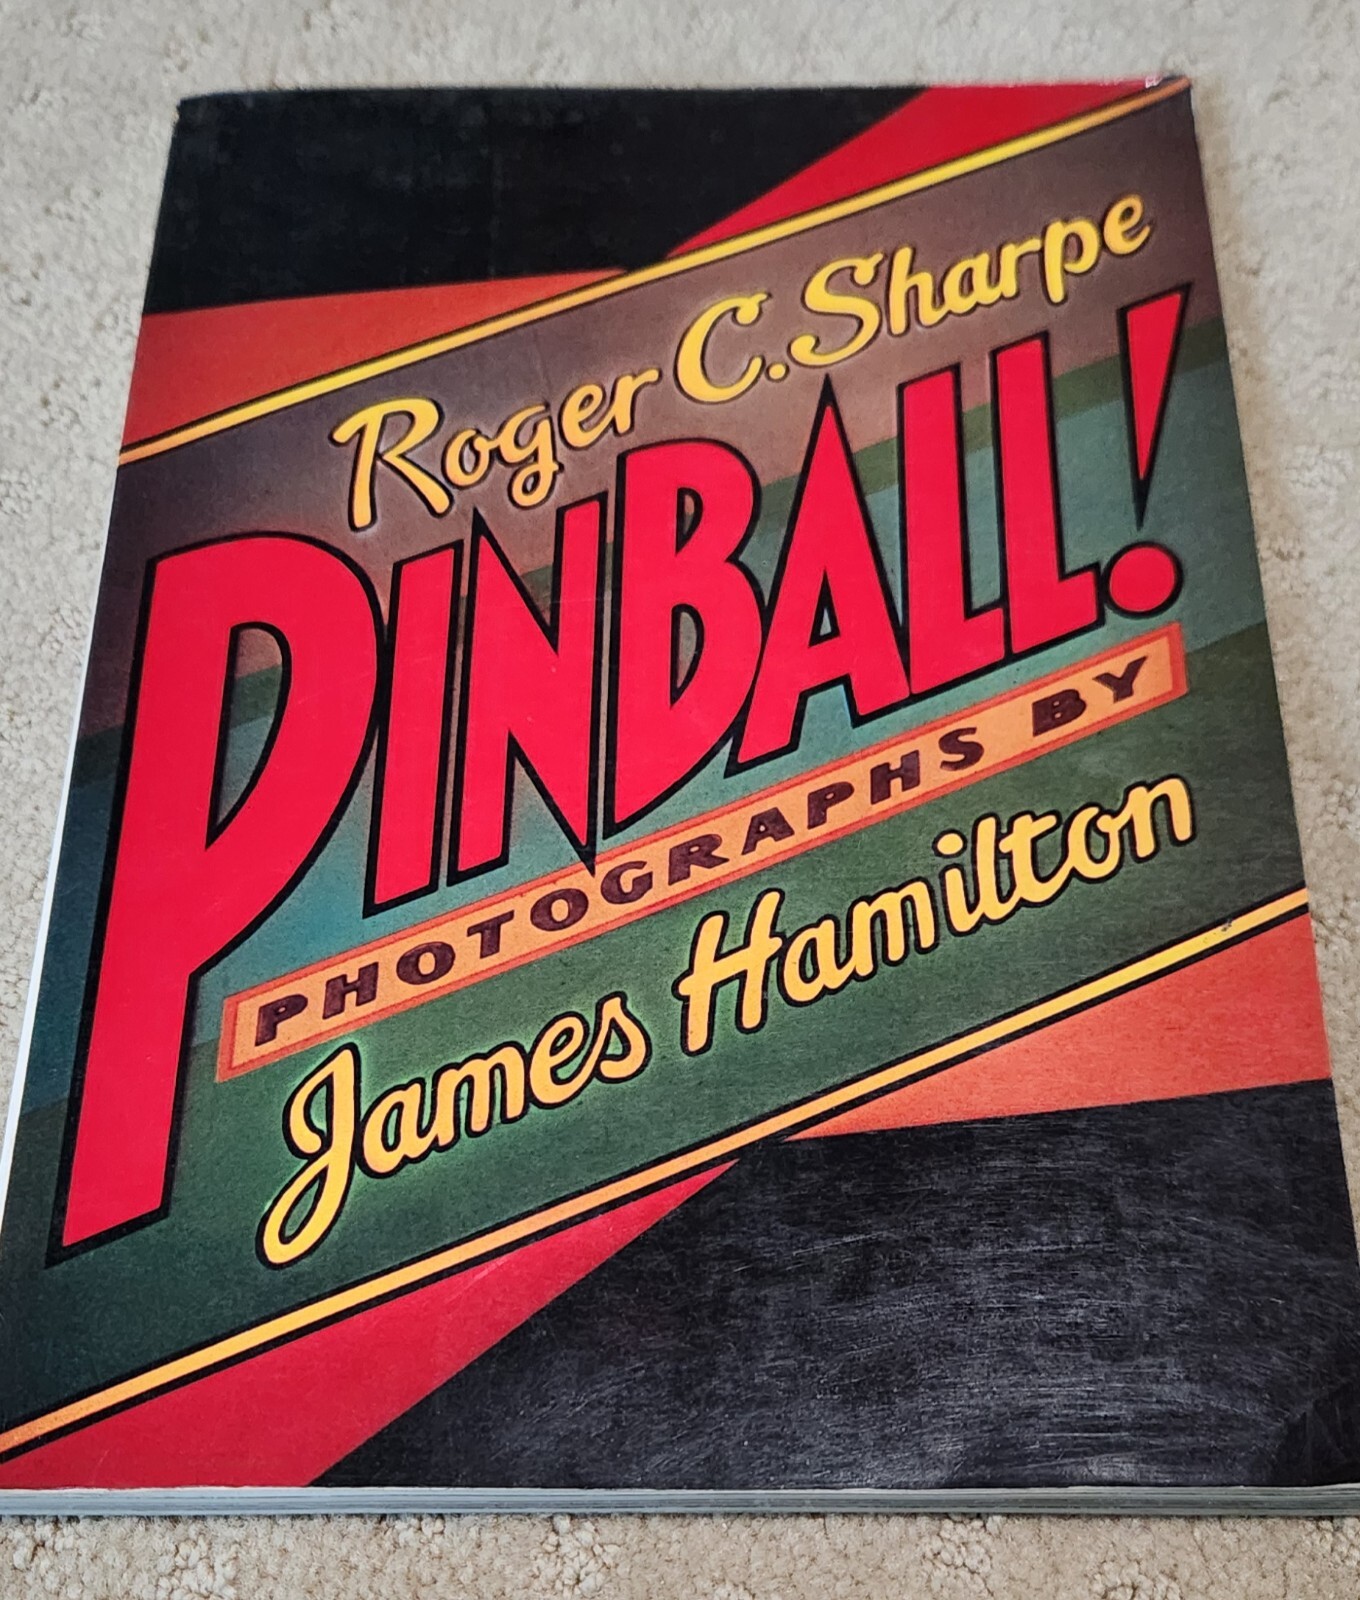 Roger C. Sharpe
PINBALL!
PHOTOGRAPHS BY
James Hamilton